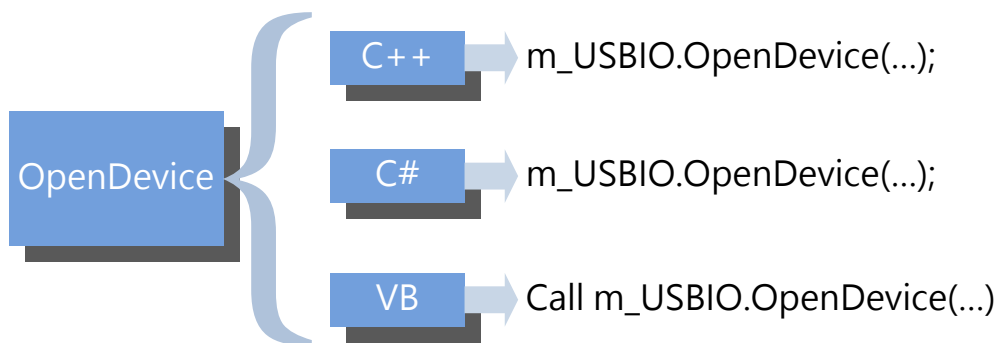 OpenDevice
C++
m_USBIO.OpenDevice(...);
C#
m_USBIO.OpenDevice(...);
VB
Call m_USBIO.OpenDevice(...)